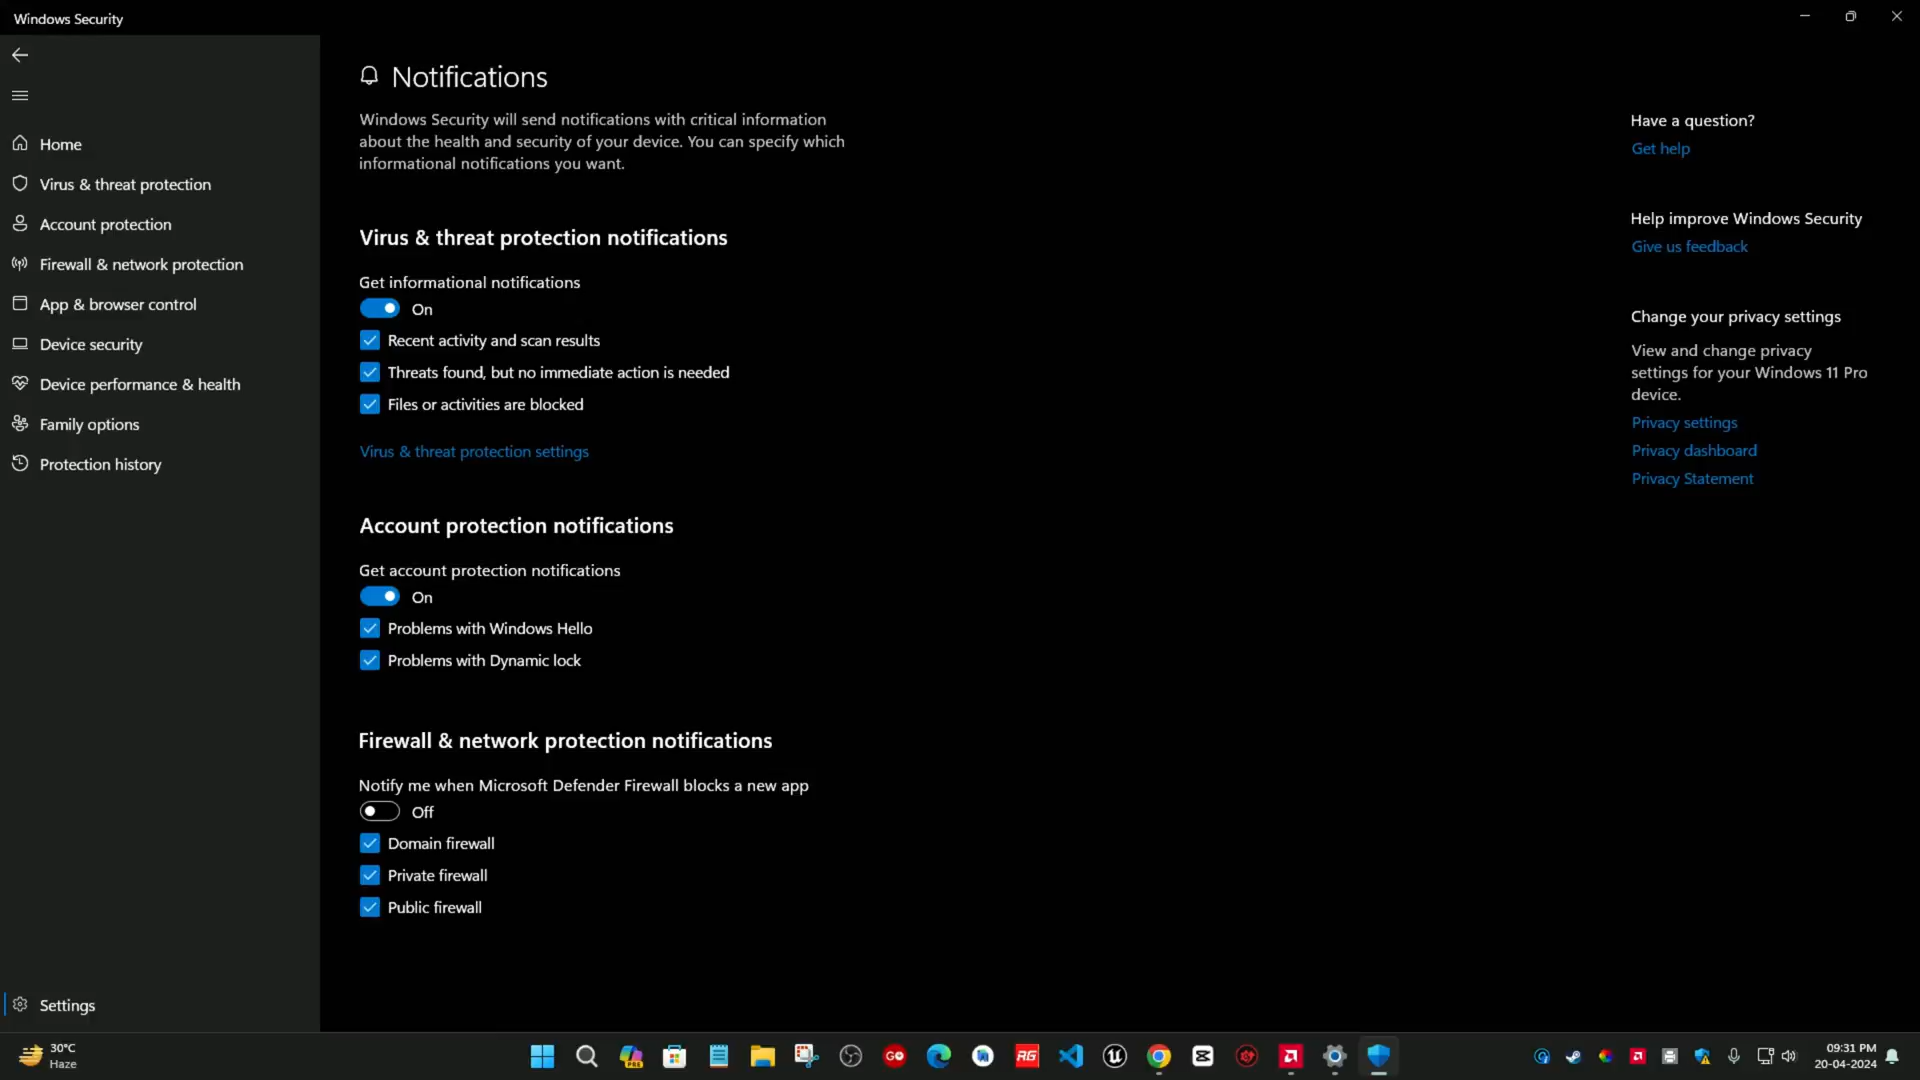 Windows Security
Home
Virus & threat protection
Account protection
Firewall & network protection
App & browser control
Device security
Device performance & health
Family options
Protection history
Settings
Notifications
Windows Security will send notifications with critical information
about the health and security of your device. You can specify which
informational notifications you want.
Virus & threat protection notifications
Get informational notifications
On
Recent activity and scan results
Threats found, but no immediate action is needed
Files or activities are blocked
Virus & threat protection settings
Account protection notifications
Get account protection notifications
On
Problems with Windows Hello
Problems with Dynamic lock
Firewall & network protection notifications
Notify me when Microsoft Defender Firewall blocks a new app
Off
Domain firewall
Private firewall
Public firewall
Have a question?
Get help
Help improve Windows Security
Give us feedback
Change your privacy settings
View and change privacy
settings for your Windows 11 Pro
device.
Privacy settings
Privacy dashboard
Privacy Statement
30°C
Haze
PRE
GO
RG
09:31 PM
20-04-2024